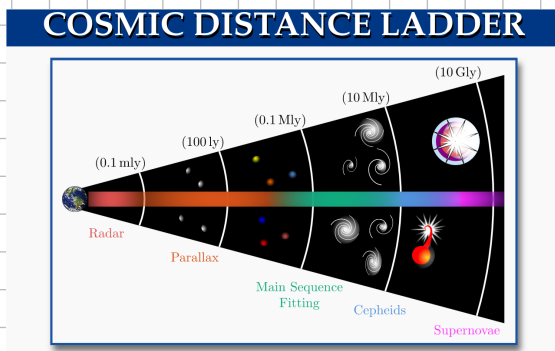 COSMIC DISTANCE LADDER
(10 Gly)
(10 Mly)
(0.1 Mly)
(100 ly)
(0.1 mly)
Radar
Parallax
Main Sequence
Fitting
Cepheids
Supernovae